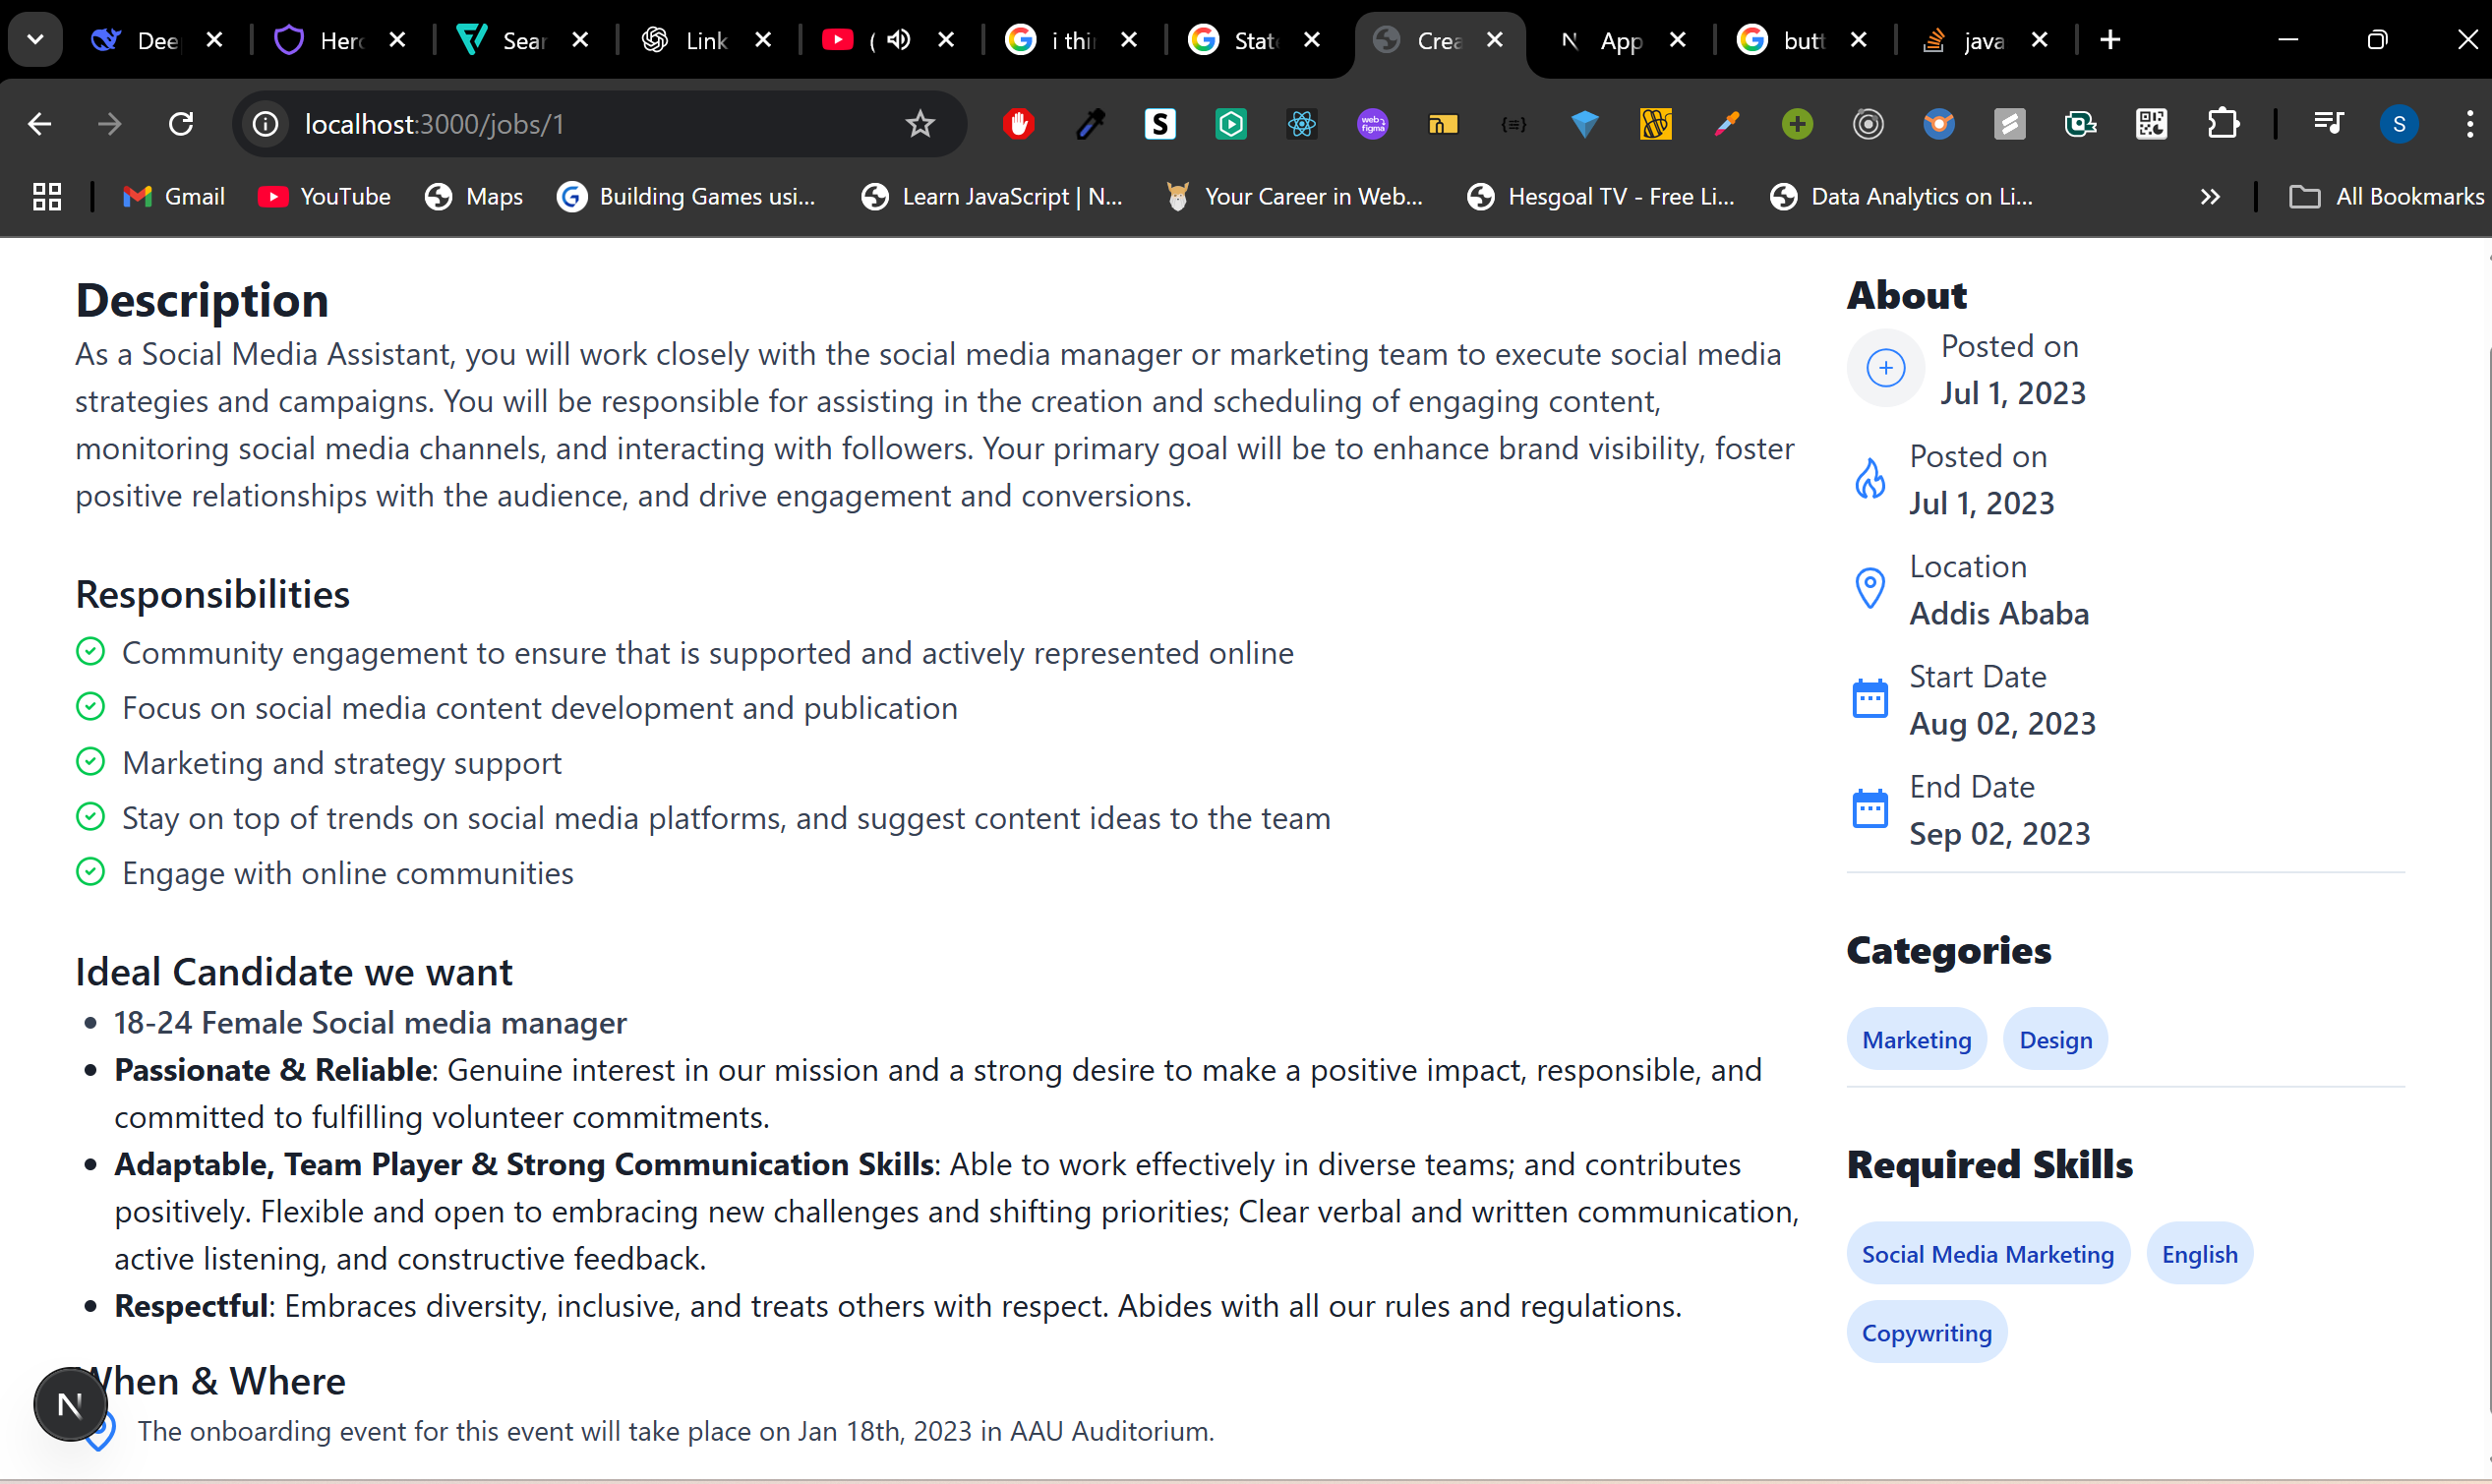 Dee
Hero
Sear
Link
(
i thi
Stat
Crea
App
butt
java
localhost:3000/jobs/1
S
web
figma
S
Gmail
YouTube
Maps
Building Games usi...
Learn JavaScript | N...
Your Career in Web...
Hesgoal TV - Free Li...
Data Analytics on Li...
All Bookmarks
Description
As a Social Media Assistant, you will work closely with the social media manager or marketing team to execute social media
strategies and campaigns. You will be responsible for assisting in the creation and scheduling of engaging content,
monitoring social media channels, and interacting with followers. Your primary goal will be to enhance brand visibility, foster
positive relationships with the audience, and drive engagement and conversions.
Responsibilities
Community engagement to ensure that is supported and actively represented online
Focus on social media content development and publication
Marketing and strategy support
Stay on top of trends on social media platforms, and suggest content ideas to the team
Engage with online communities
Ideal Candidate we want
18-24 Female Social media manager
Passionate & Reliable: Genuine interest in our mission and a strong desire to make a positive impact, responsible, and
committed to fulfilling volunteer commitments.
Adaptable, Team Player & Strong Communication Skills: Able to work effectively in diverse teams; and contributes
positively. Flexible and open to embracing new challenges and shifting priorities; Clear verbal and written communication,
active listening, and constructive feedback.
Respectful: Embraces diversity, inclusive, and treats others with respect. Abides with all our rules and regulations.
When & Where
N
The onboarding event for this event will take place on Jan 18th, 2023 in AAU Auditorium.
About
Posted on
Jul 1, 2023
Posted on
Jul 1, 2023
Location
Addis Ababa
Start Date
Aug 02, 2023
End Date
Sep 02, 2023
Categories
Marketing
Design
Required Skills
Social Media Marketing
English
Copywriting